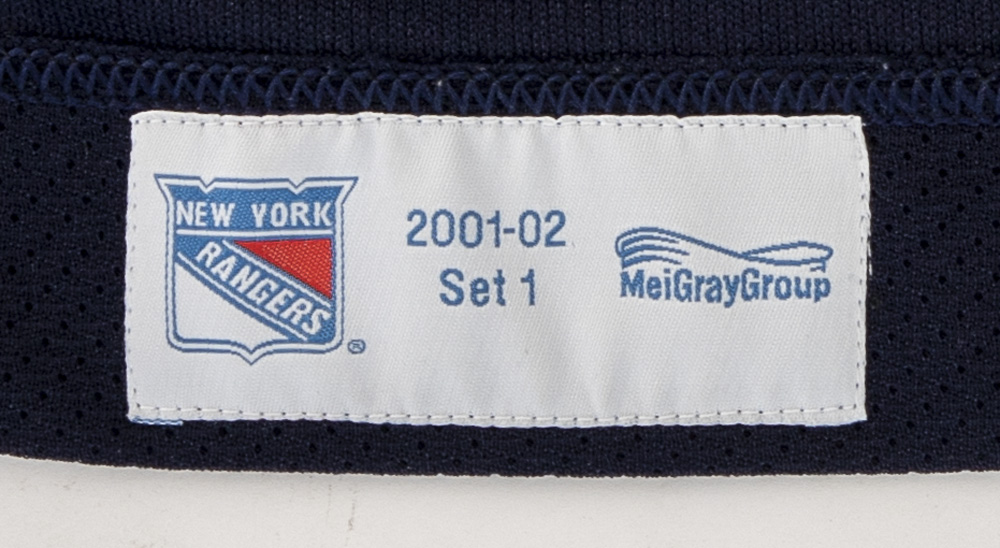 NEW YORK
RANGERS
®
2001-02
Set 1
MeiGrayGroup